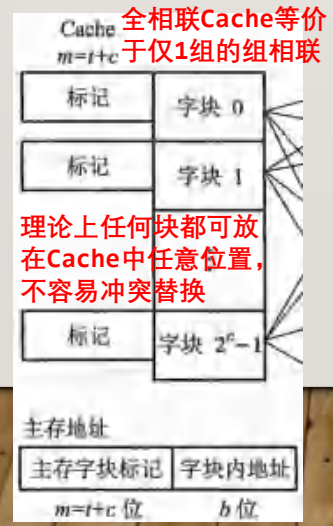 Cache
全相联Cache等价
于仅1组的组相联
m=t+c
标记
字块 0
标记
字块 1
理论上任何块都可放
在Cache中任意位置，
不容易冲突替换
标记
字块 2ᶜ−1
主存地址
主存字块标记
字块内地址
m=t+c 位
b 位